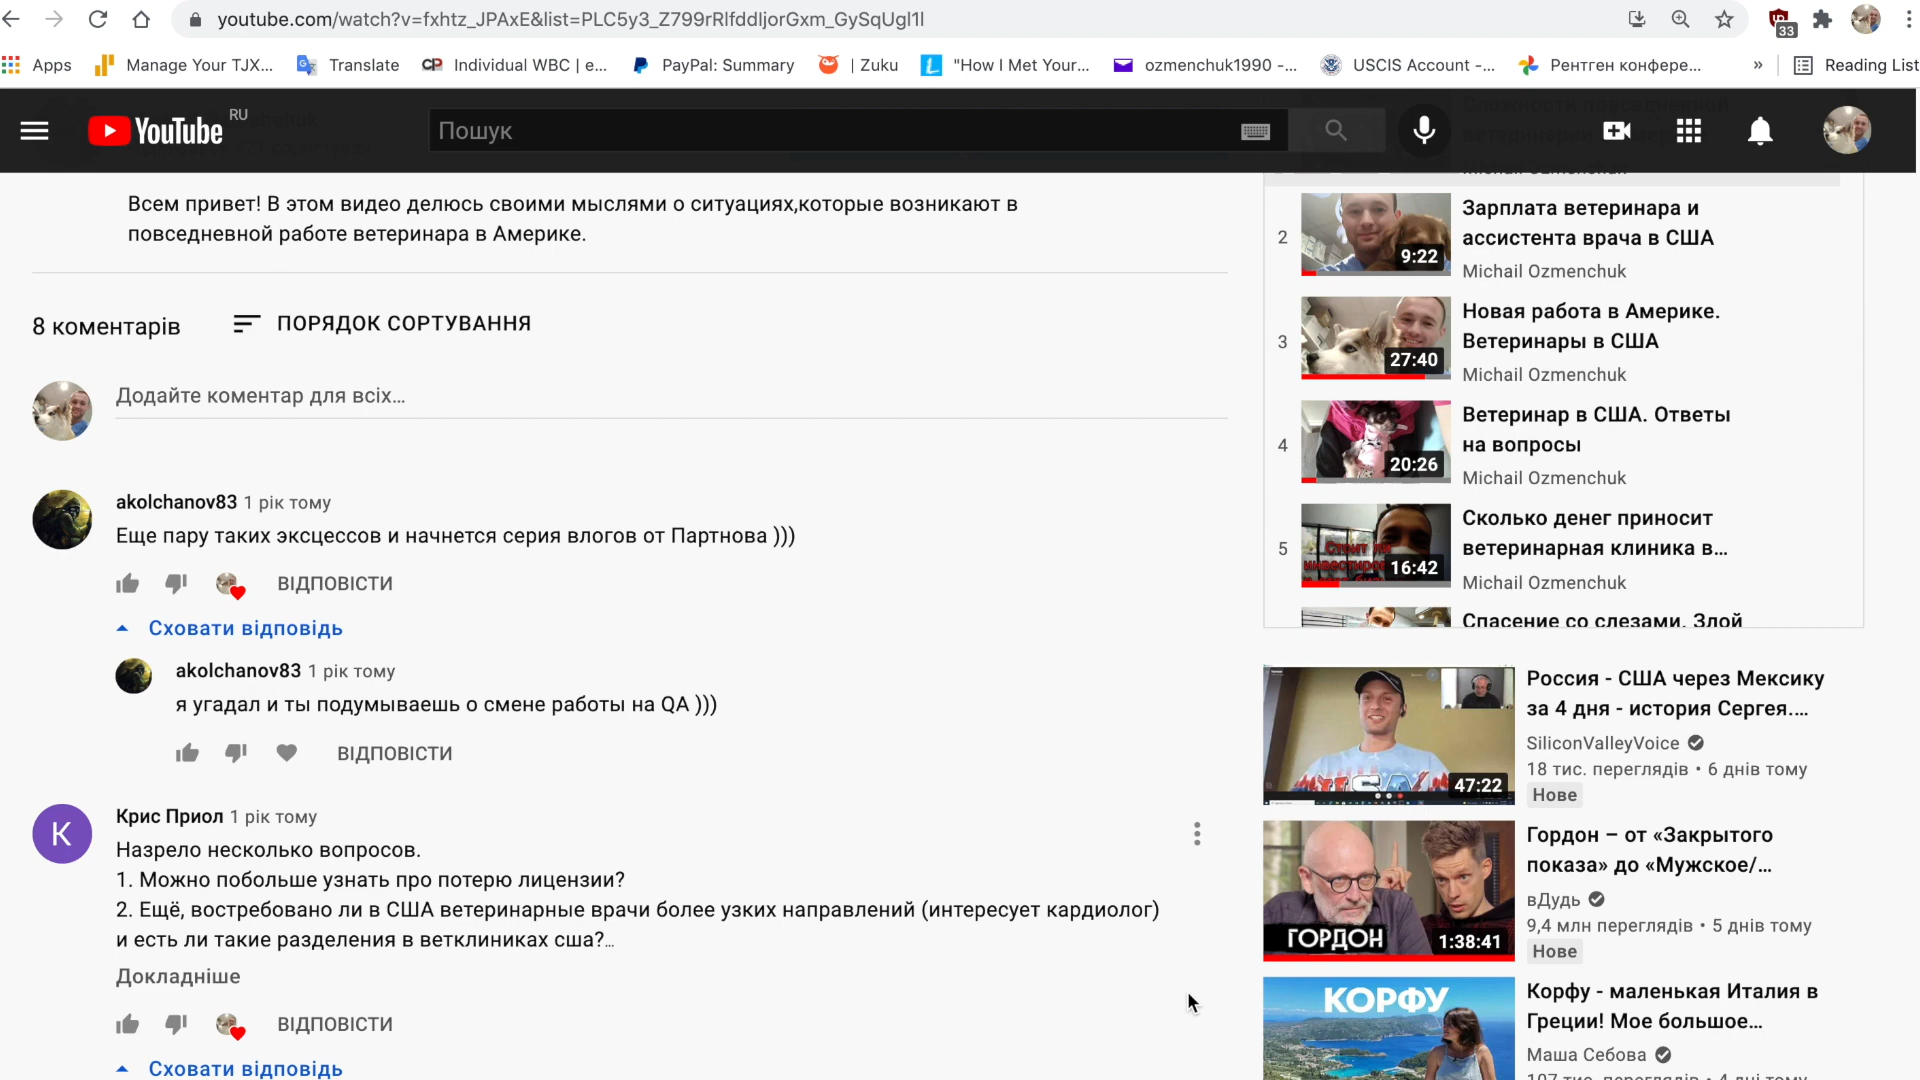 youtube.com/watch?v=fxhtz_JPAxE&list=PLC5y3_Z799rRlfddljorGxm_GySqUgl1l
33
Apps
Manage Your TJX...
Translate
CP Individual WBC | e...
PayPal: Summary
| Zuku
"How I Met Your...
ozmenchuk1990 -...
USCIS Account -...
Рентген конфере...
»
Reading List
YouTube RU
Пошук
Всем привет! В этом видео делюсь своими мыслями о ситуациях,которые возникают в
повседневной работе ветеринара в Америке.
8 коментарів
ПОРЯДОК СОРТУВАННЯ
Додайте коментар для всіх...
akolchanov83 1 рік тому
Еще пару таких эксцессов и начнется серия влогов от Партнова )))
ВІДПОВІСТИ
Сховати відповідь
akolchanov83 1 рік тому
я угадал и ты подумываешь о смене работы на QA )))
ВІДПОВІСТИ
K
Крис Приол 1 рік тому
Назрело несколько вопросов.
1. Можно побольше узнать про потерю лицензии?
2. Ещё, востребовано ли в США ветеринарные врачи более узких направлений (интересует кардиолог)
и есть ли такие разделения в ветклиниках сша?...
Докладніше
ВІДПОВІСТИ
Сховати відповідь
2
9:22
Зарплата ветеринара и
ассистента врача в США
Michail Ozmenchuk
3
27:40
Новая работа в Америке.
Ветеринары в США
Michail Ozmenchuk
4
20:26
Ветеринар в США. Ответы
на вопросы
Michail Ozmenchuk
5
16:42
Сколько денег приносит
ветеринарная клиника в...
Michail Ozmenchuk
Спасение со слезами. Злой
47:22
Россия - США через Мексику
за 4 дня - история Сергея....
SiliconValleyVoice
18 тис. переглядів • 6 днів тому
Нове
ГОРДОН
1:38:41
Гордон – от «Закрытого
показа» до «Мужское/...
вДудь
9,4 млн переглядів • 5 днів тому
Нове
КОРФУ
Корфу - маленькая Италия в
Греции! Мое большое...
Маша Себова